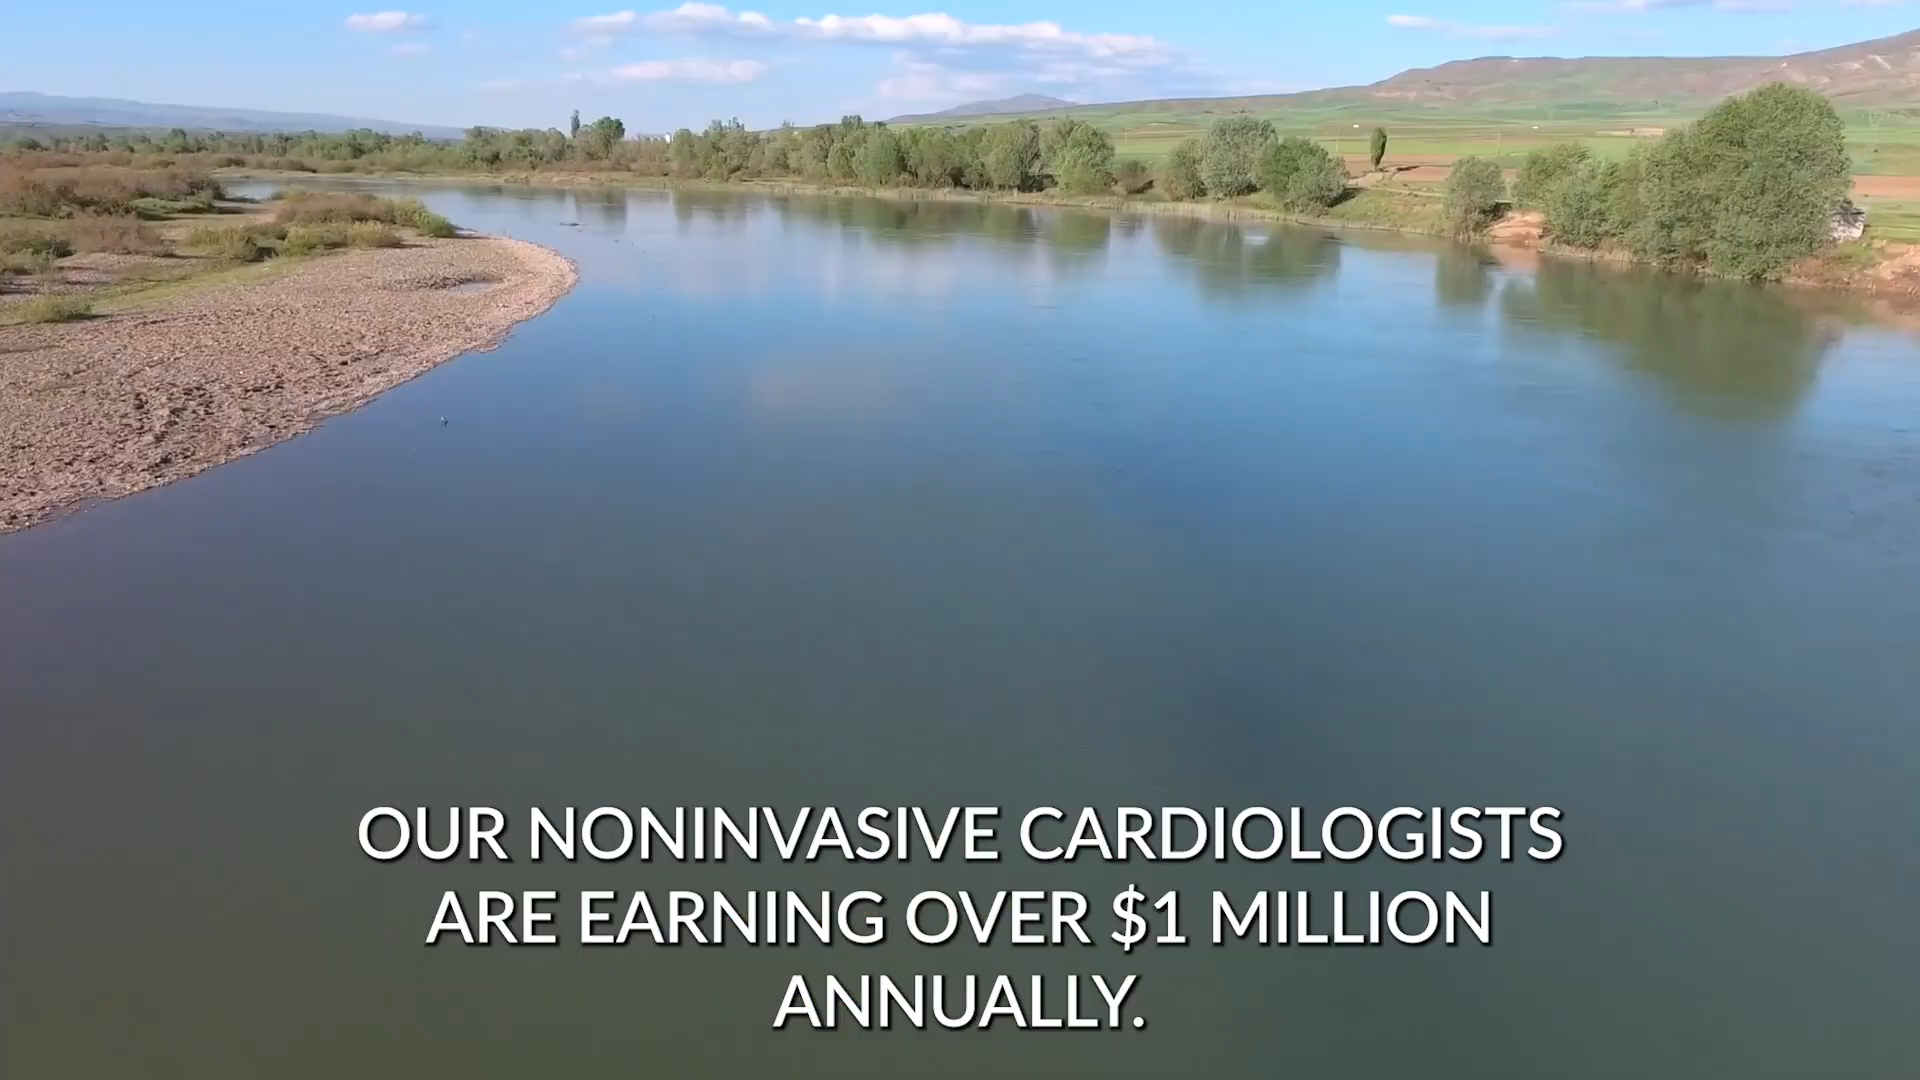 OUR NONINVASIVE CARDIOLOGISTS
ARE EARNING OVER $1 MILLION
ANNUALLY.